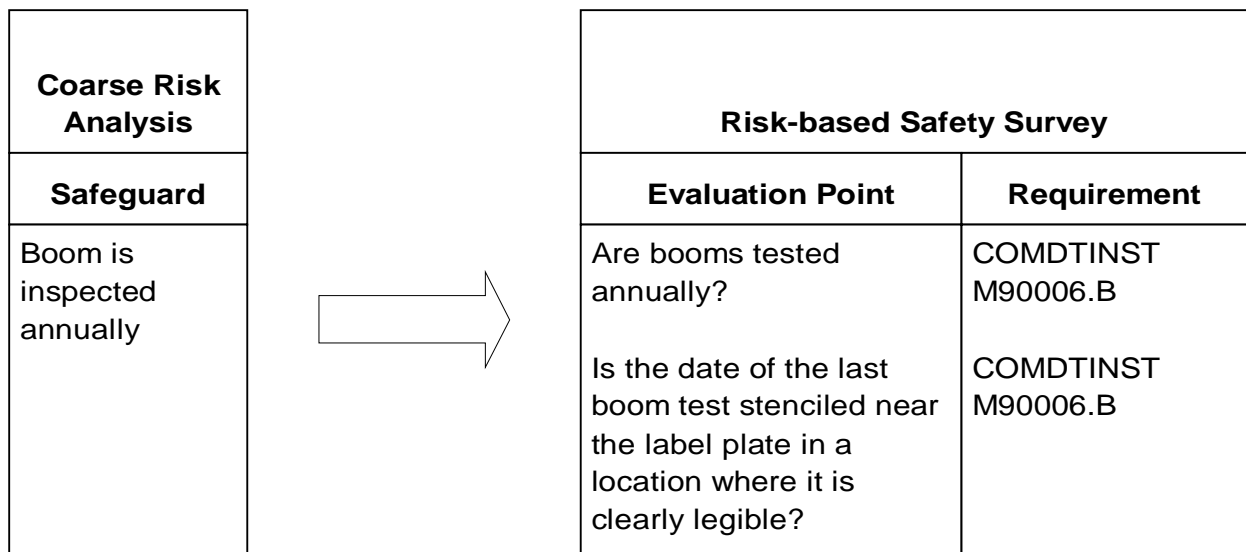 Coarse Risk
Analysis
Safeguard
Boom is
inspected
annually
Risk-based Safety Survey
Evaluation Point
Requirement
Are booms tested
annually?
COMDTINST
M90006.B
Is the date of the last
boom test stenciled near
the label plate in a
location where it is
clearly legible?
COMDTINST
M90006.B